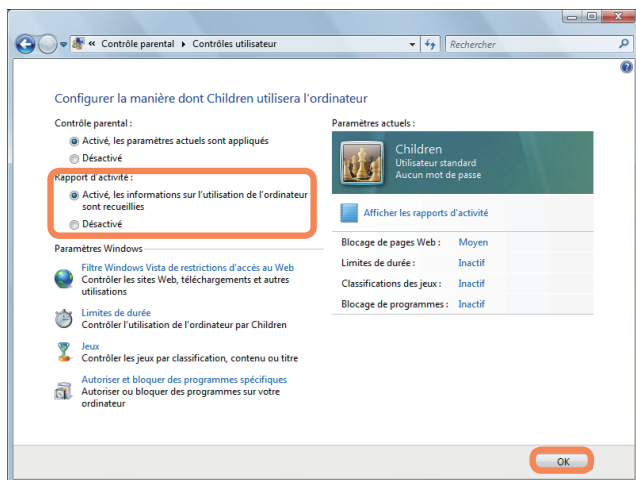 « Contrôle parental ▸ Contrôles utilisateur
Rechercher
Configurer la manière dont Children utilisera l'ordinateur
Contrôle parental :
Activé, les paramètres actuels sont appliqués
Désactivé
Rapport d'activité :
Activé, les informations sur l'utilisation de l'ordinateur
sont recueillies
Désactivé
Paramètres Windows
Filtre Windows Vista de restrictions d'accès au Web
Contrôler les sites Web, téléchargements et autres
utilisations
Limites de durée
Contrôler l'utilisation de l'ordinateur par Children
Jeux
Contrôler les jeux par classification, contenu ou titre
Autoriser et bloquer des programmes spécifiques
Autoriser ou bloquer des programmes sur votre
ordinateur
Paramètres actuels :
Children
Utilisateur standard
Aucun mot de passe
Afficher les rapports d'activité
Blocage de pages Web : Moyen
Limites de durée : Inactif
Classifications des jeux : Inactif
Blocage de programmes : Inactif
OK